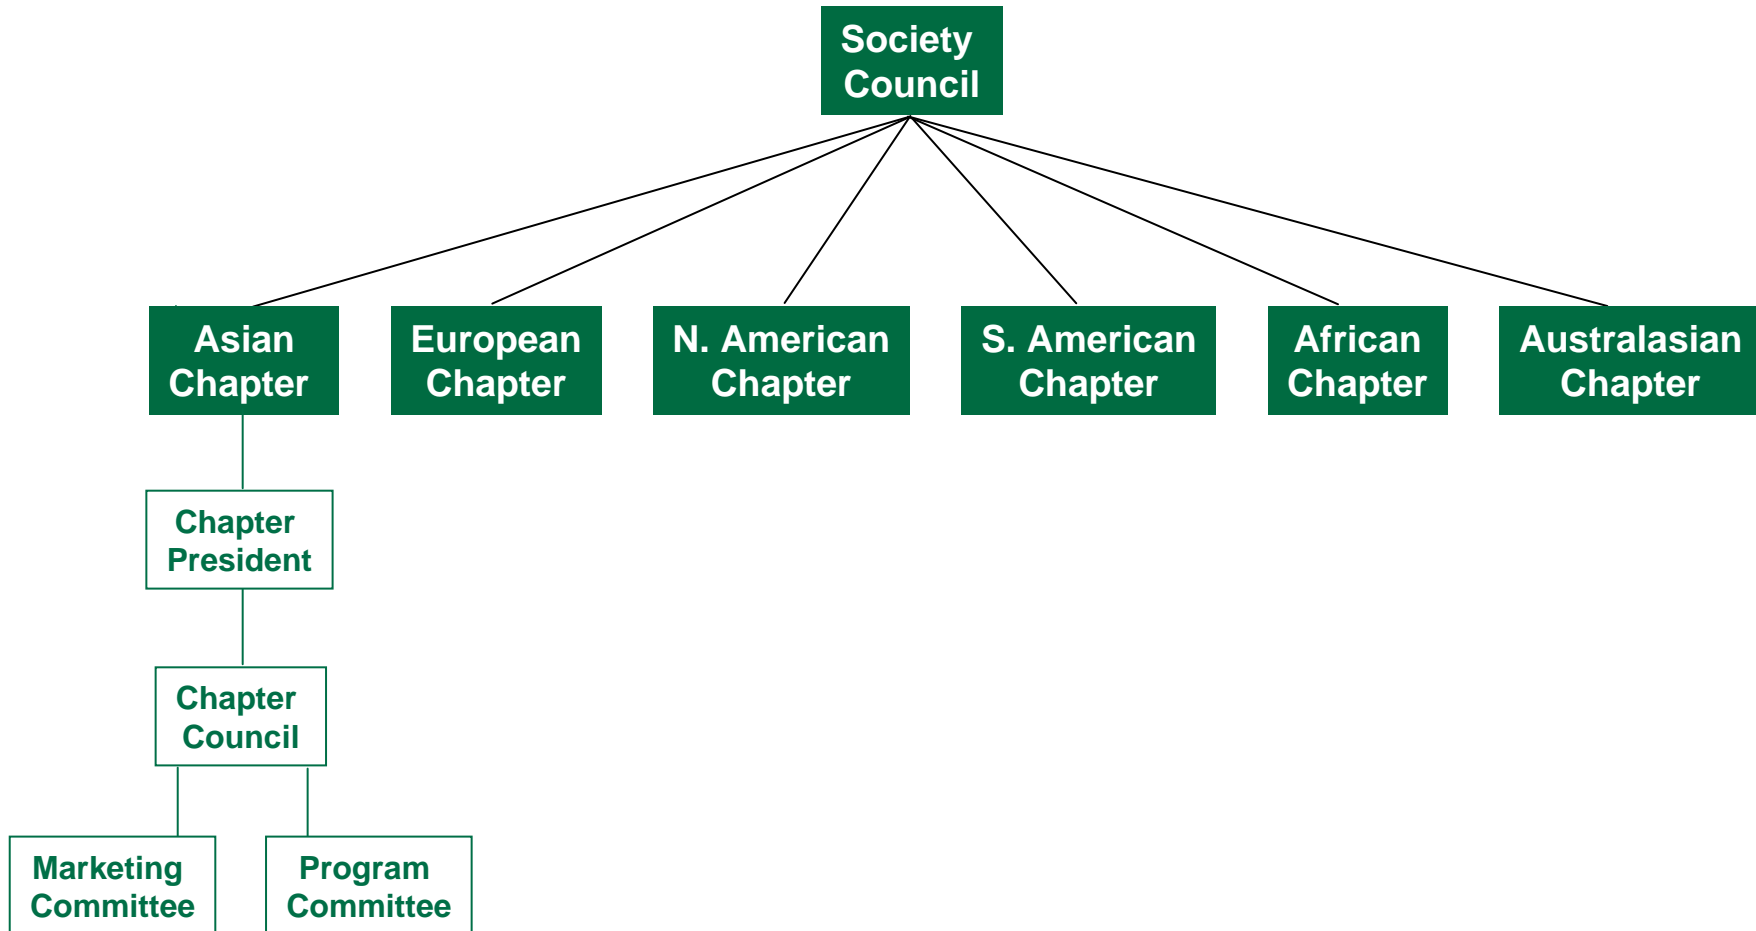 Society
Council
Asian
Chapter
European
Chapter
N. American
Chapter
S. American
Chapter
African
Chapter
Australasian
Chapter
Chapter
President
Chapter
Council
Marketing
Committee
Program
Committee